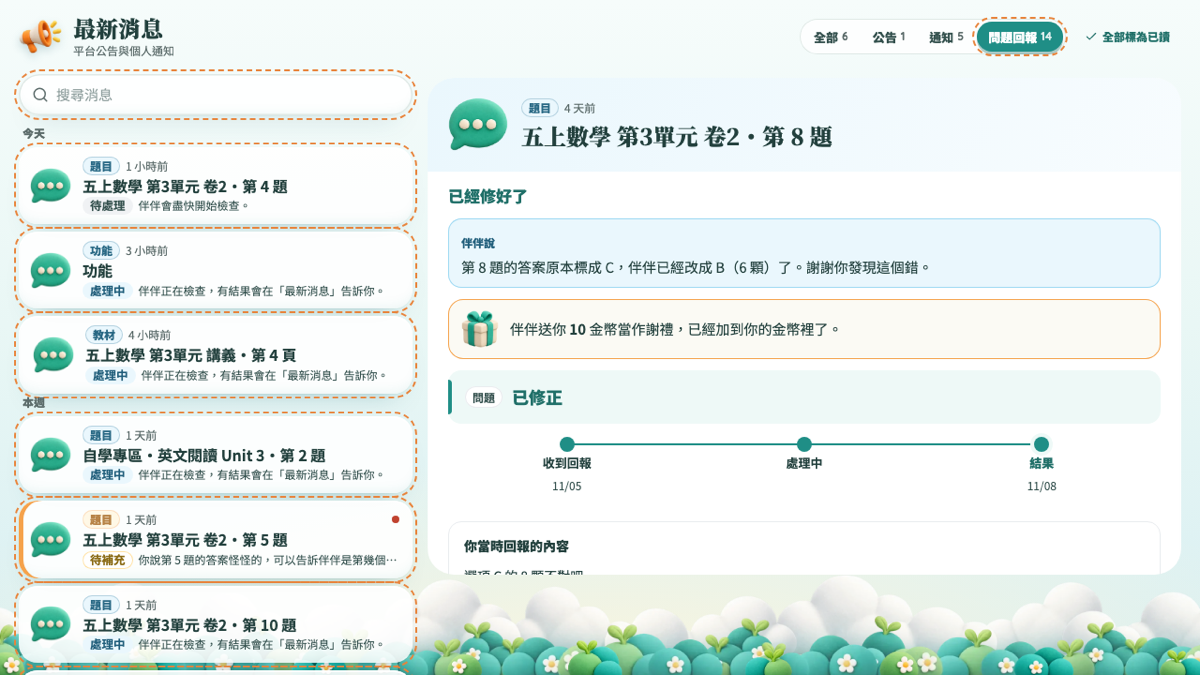 最新消息
平台公告與個人通知
全部 6
公告 1
通知 5
問題回報 14
全部標為已讀
搜尋消息
今天
題目 1 小時前
五上數學 第3單元 卷2・第 4 題
待處理 伴伴會盡快開始檢查。
功能 3 小時前
功能
處理中 伴伴正在檢查，有結果會在「最新消息」告訴你。
教材 4 小時前
五上數學 第3單元 講義・第 4 頁
處理中 伴伴正在檢查，有結果會在「最新消息」告訴你。
本週
題目 1 天前
自學專區・英文閱讀 Unit 3・第 2 題
處理中 伴伴正在檢查，有結果會在「最新消息」告訴你。
題目 1 天前
五上數學 第3單元 卷2・第 5 題
待補充 你說第 5 題的答案怪怪的，可以告訴伴伴是第幾個…
題目 1 天前
五上數學 第3單元 卷2・第 10 題
處理中 伴伴正在檢查，有結果會在「最新消息」告訴你。
題目 4 天前
五上數學 第3單元 卷2・第 8 題
已經修好了
伴伴說
第 8 題的答案原本標成 C，伴伴已經改成 B（6 顆）了。謝謝你發現這個錯。
伴伴送你 10 金幣當作謝禮，已經加到你的金幣裡了。
問題 已修正
收到回報
11/05
處理中
結果
11/08
你當時回報的內容